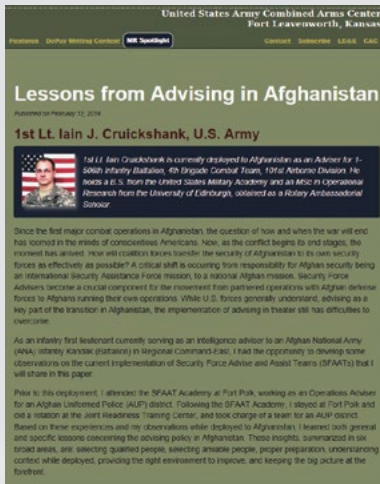 United States Army Combined Arms Center
Fort Leavenworth, Kansas
Features DePuy Writing Contest MR Spotlight Contact Subscribe LD&E CAC
Lessons from Advising in Afghanistan
Published on February
1st Lt. Iain J. Cruickshank, U.S. Army
1st Lt. Iain Cruickshank is currently deployed to Afghanistan as an Adviser for 1-
506th Infantry Battalion, 4th Brigade Combat Team, 101st Airborne Division. He
holds a B.S. from the United States Military Academy and an MSc in Operational
Research from the University of Edinburgh, obtained as a Rotary Ambassadorial
Scholar.
Since the first major combat operations in Afghanistan, the question of how and when the war will end
has loomed in the minds of conscientious Americans. Now, as the conflict begins its end stages, the
moment has arrived. How will coalition forces transfer the security of Afghanistan to its own security
forces as effectively as possible? A critical shift is occurring from responsibility for Afghan security being
an International Security Assistance Force mission, to a national Afghan mission. Security Force
Advisers become a crucial component for the movement from partnered operations with Afghan defense
forces to Afghans running their own operations. While U.S. forces generally understand, advising as a
key part of the transition in Afghanistan, the implementation of advising in theater still has difficulties to
overcome.
As an infantry first lieutenant currently serving as an intelligence adviser to an Afghan National Army
(ANA) Infantry Kandak (Battalion) in Regional Command-East, I had the opportunity to develop some
observations on the current implementation of Security Force Advise and Assist Teams (SFAATs) that I
will share in this paper.
Prior to this deployment, I attended the SFAAT Academy at Fort Polk, working as an Operations Adviser
for an Afghan Uniformed Police (AUP) district. Following the SFAAT Academy, I stayed at Fort Polk and
did a rotation at the Joint Readiness Training Center, and took charge of a team for an AUP district.
Based on these experiences and my observations while deployed to Afghanistan, I learned both general
and specific lessons concerning the advising policy in Afghanistan. These insights, summarized in six
broad areas, are: selecting qualified people, selecting amiable people, proper preparation, understanding
context while deployed, providing the right environment to improve, and keeping the big picture at the
forefront.